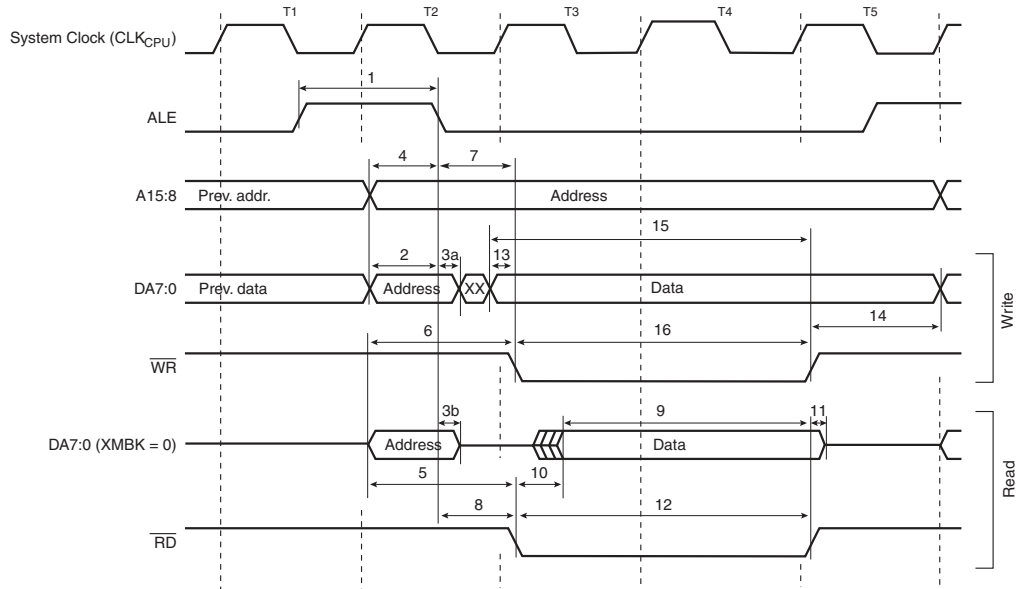 T1 T2 T3 T4 T5
System Clock (CLKCPU)
1
ALE
4 7
A15:8 Prev. addr. Address
15
2 3a 13
DA7:0 Prev. data Address XX Data
14
6 16
WR
Write
3b 9 11
DA7:0 (XMBK = 0) Address Data
5 10
8 12
RD
Read